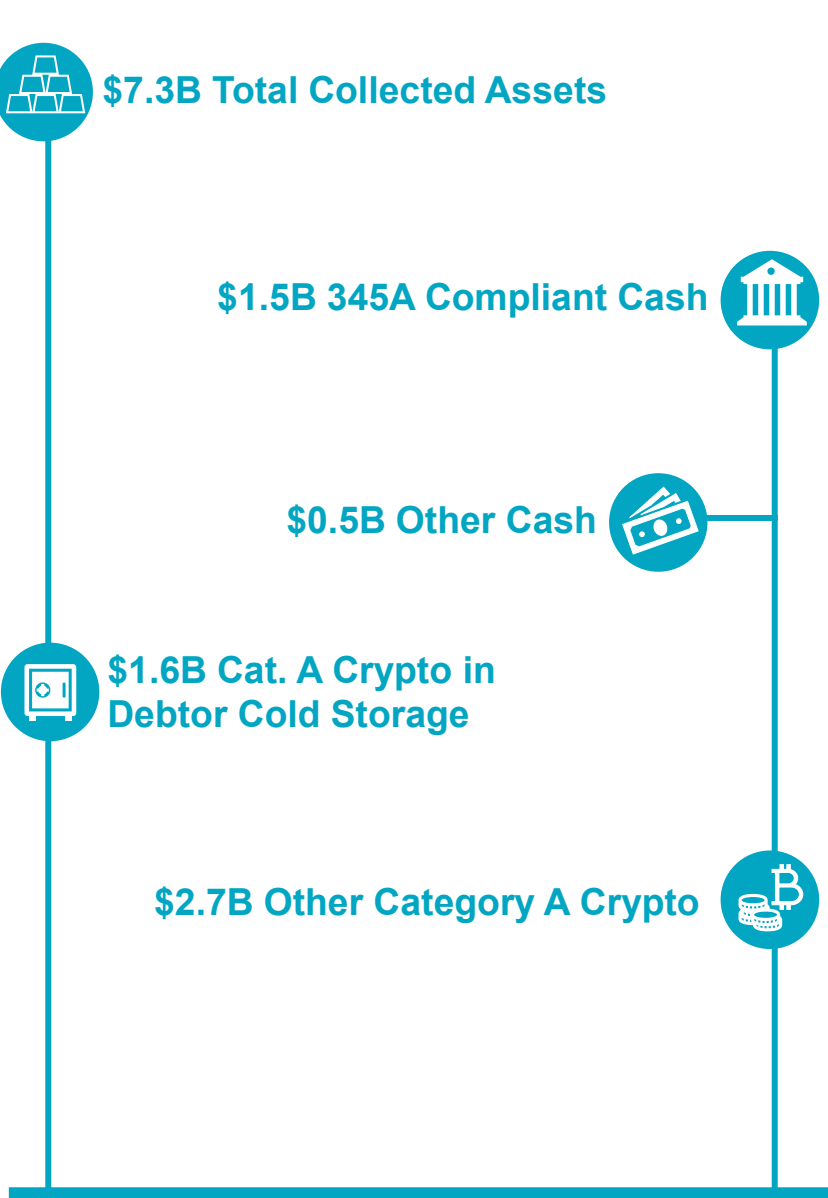 $7.3B Total Collected Assets
$1.5B 345A Compliant Cash
$0.5B Other Cash
$1.6B Cat. A Crypto in
Debtor Cold Storage
$2.7B Other Category A Crypto